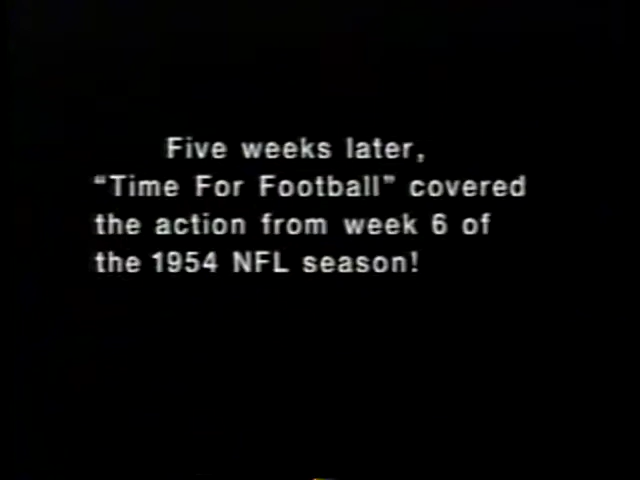 Five weeks later,
“Time For Football” covered
the action from week 6 of
the 1954 NFL season!